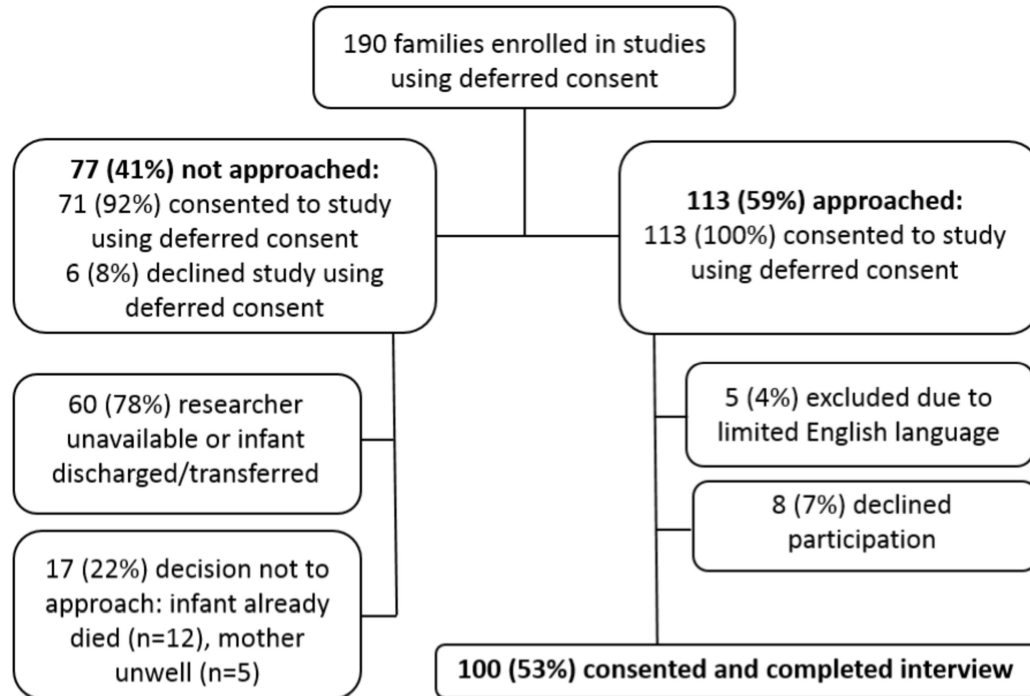 190 families enrolled in studies
using deferred consent
77 (41%) not approached:
71 (92%) consented to study
using deferred consent
6 (8%) declined study using
deferred consent
113 (59%) approached:
113 (100%) consented to study
using deferred consent
60 (78%) researcher
unavailable or infant
discharged/transferred
5 (4%) excluded due to
limited English language
8 (7%) declined
participation
17 (22%) decision not to
approach: infant already
died (n=12), mother
unwell (n=5)
100 (53%) consented and completed interview